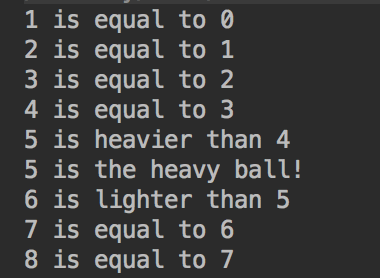 1 is equal to 0
2 is equal to 1
3 is equal to 2
4 is equal to 3
5 is heavier than 4
5 is the heavy ball!
6 is lighter than 5
7 is equal to 6
8 is equal to 7